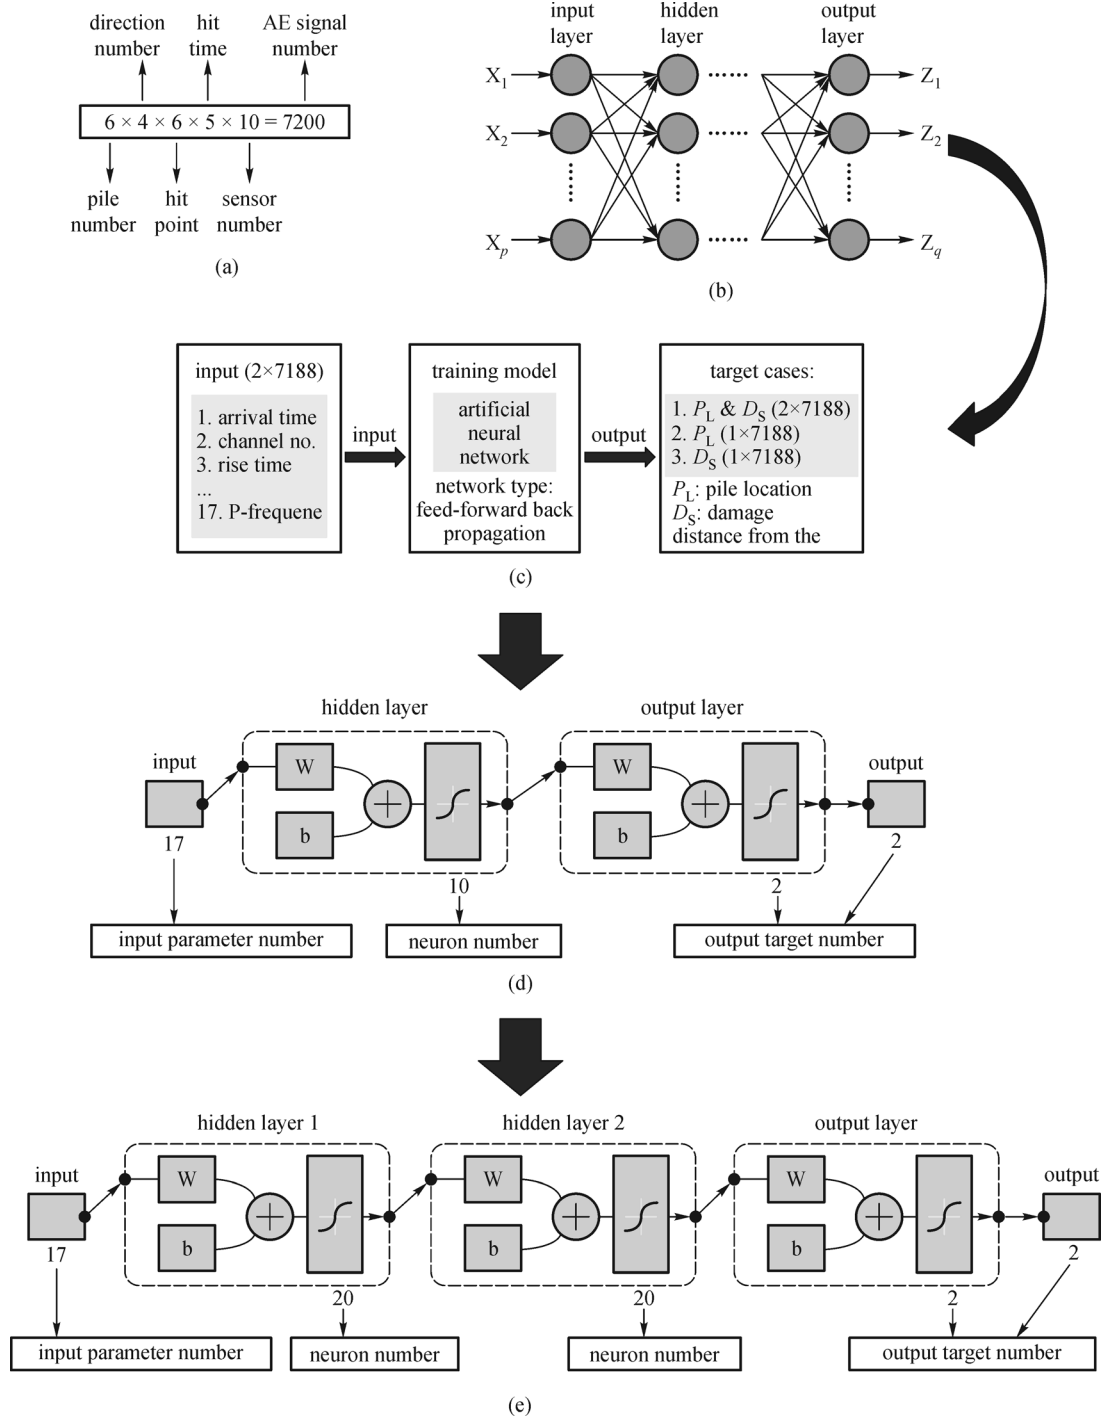 direction number
hit time
AE signal number
6 × 4 × 6 × 5 × 10 = 7200
pile number
hit point
sensor number
(a)
input layer
hidden layer
output layer
X1
X2
Xp
······
······
······
······
······
Z1
Z2
Zq
(b)
input (2×7188)
1. arrival time
2. channel no.
3. rise time
...
17. P-frequene
input
training model
artificial
neural
network
network type:
feed-forward back
propagation
output
target cases:
1. PL & DS (2×7188)
2. PL (1×7188)
3. DS (1×7188)
PL: pile location
DS: damage
distance from the
(c)
hidden layer
output layer
input
W
b
W
b
output
17
10
2
2
input parameter number
neuron number
output target number
(d)
hidden layer 1
hidden layer 2
output layer
input
W
b
W
b
W
b
output
17
20
20
2
2
input parameter number
neuron number
neuron number
output target number
(e)